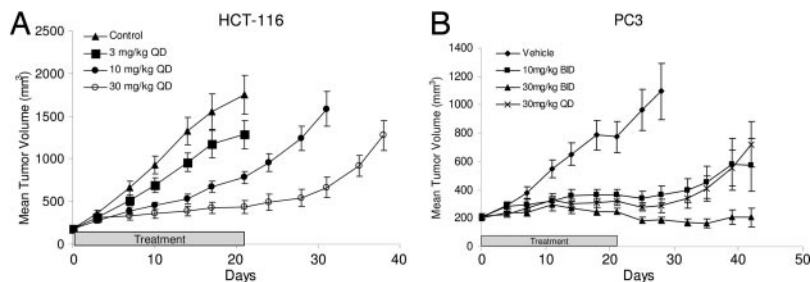 A
HCT-116
Control
3 mg/kg QD
10 mg/kg QD
30 mg/kg QD
Mean Tumor Volume (mm³)
2500
2000
1500
1000
500
0
Treatment
0
10
20
30
40
Days
B
PC3
Vehicle
10mg/kg BID
30mg/kg BID
30mg/kg QD
Mean Tumor Volume (mm³)
1400
1200
1000
800
600
400
200
0
Treatment
0
10
20
30
40
50
Days